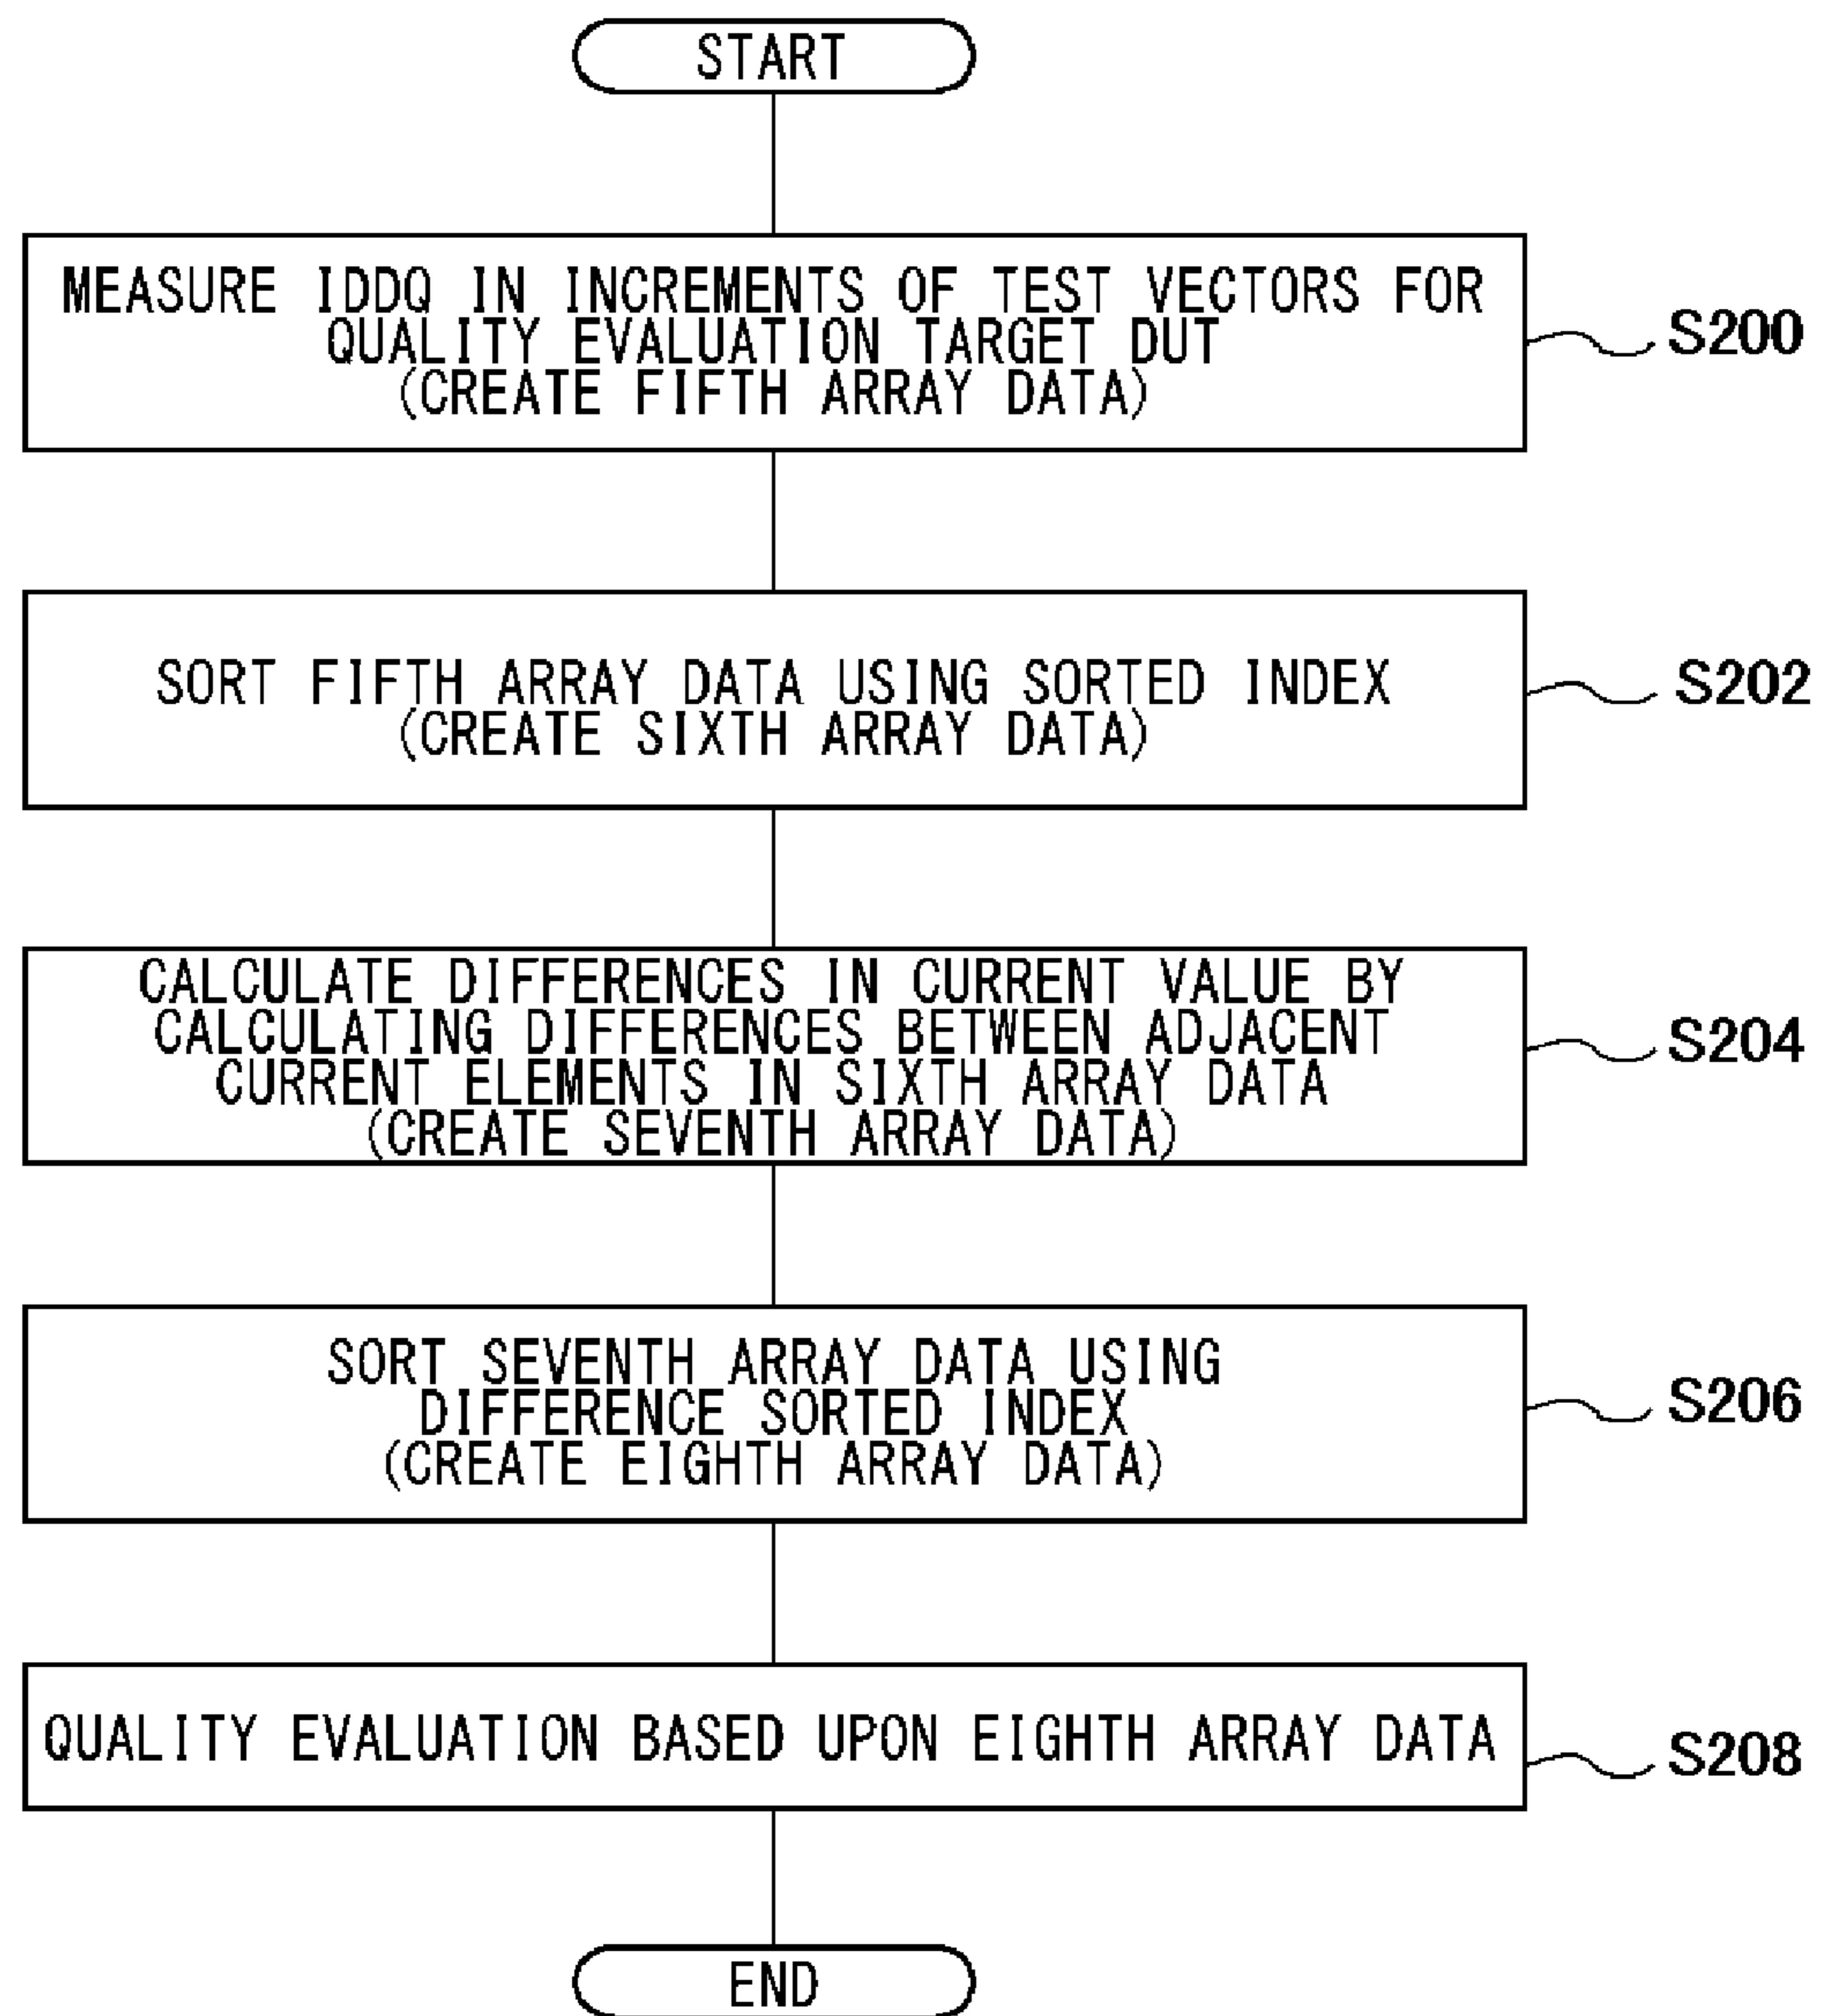 START
MEASURE IDDQ IN INCREMENTS OF TEST VECTORS FOR
QUALITY EVALUATION TARGET DUT
(CREATE FIFTH ARRAY DATA)
S200
SORT FIFTH ARRAY DATA USING SORTED INDEX
(CREATE SIXTH ARRAY DATA)
S202
CALCULATE DIFFERENCES IN CURRENT VALUE BY
CALCULATING DIFFERENCES BETWEEN ADJACENT
CURRENT ELEMENTS IN SIXTH ARRAY DATA
(CREATE SEVENTH ARRAY DATA)
S204
SORT SEVENTH ARRAY DATA USING
DIFFERENCE SORTED INDEX
(CREATE EIGHTH ARRAY DATA)
S206
QUALITY EVALUATION BASED UPON EIGHTH ARRAY DATA
S208
END